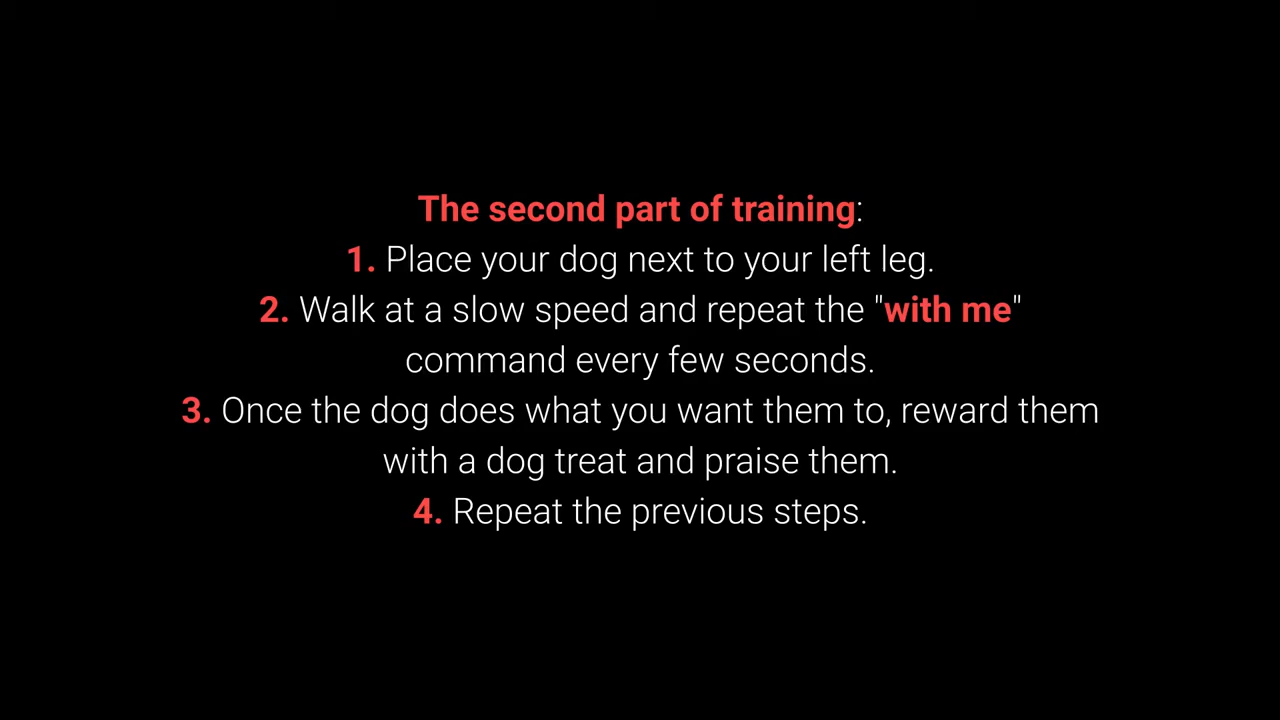 The second part of training:
1. Place your dog next to your left leg.
2. Walk at a slow speed and repeat the "with me"
command every few seconds.
3. Once the dog does what you want them to, reward them
with a dog treat and praise them.
4. Repeat the previous steps.